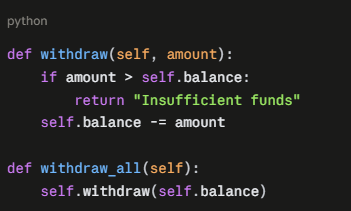 python
def withdraw(self, amount):
    if amount > self.balance:
        return "Insufficient funds"
    self.balance -= amount

def withdraw_all(self):
    self.withdraw(self.balance)